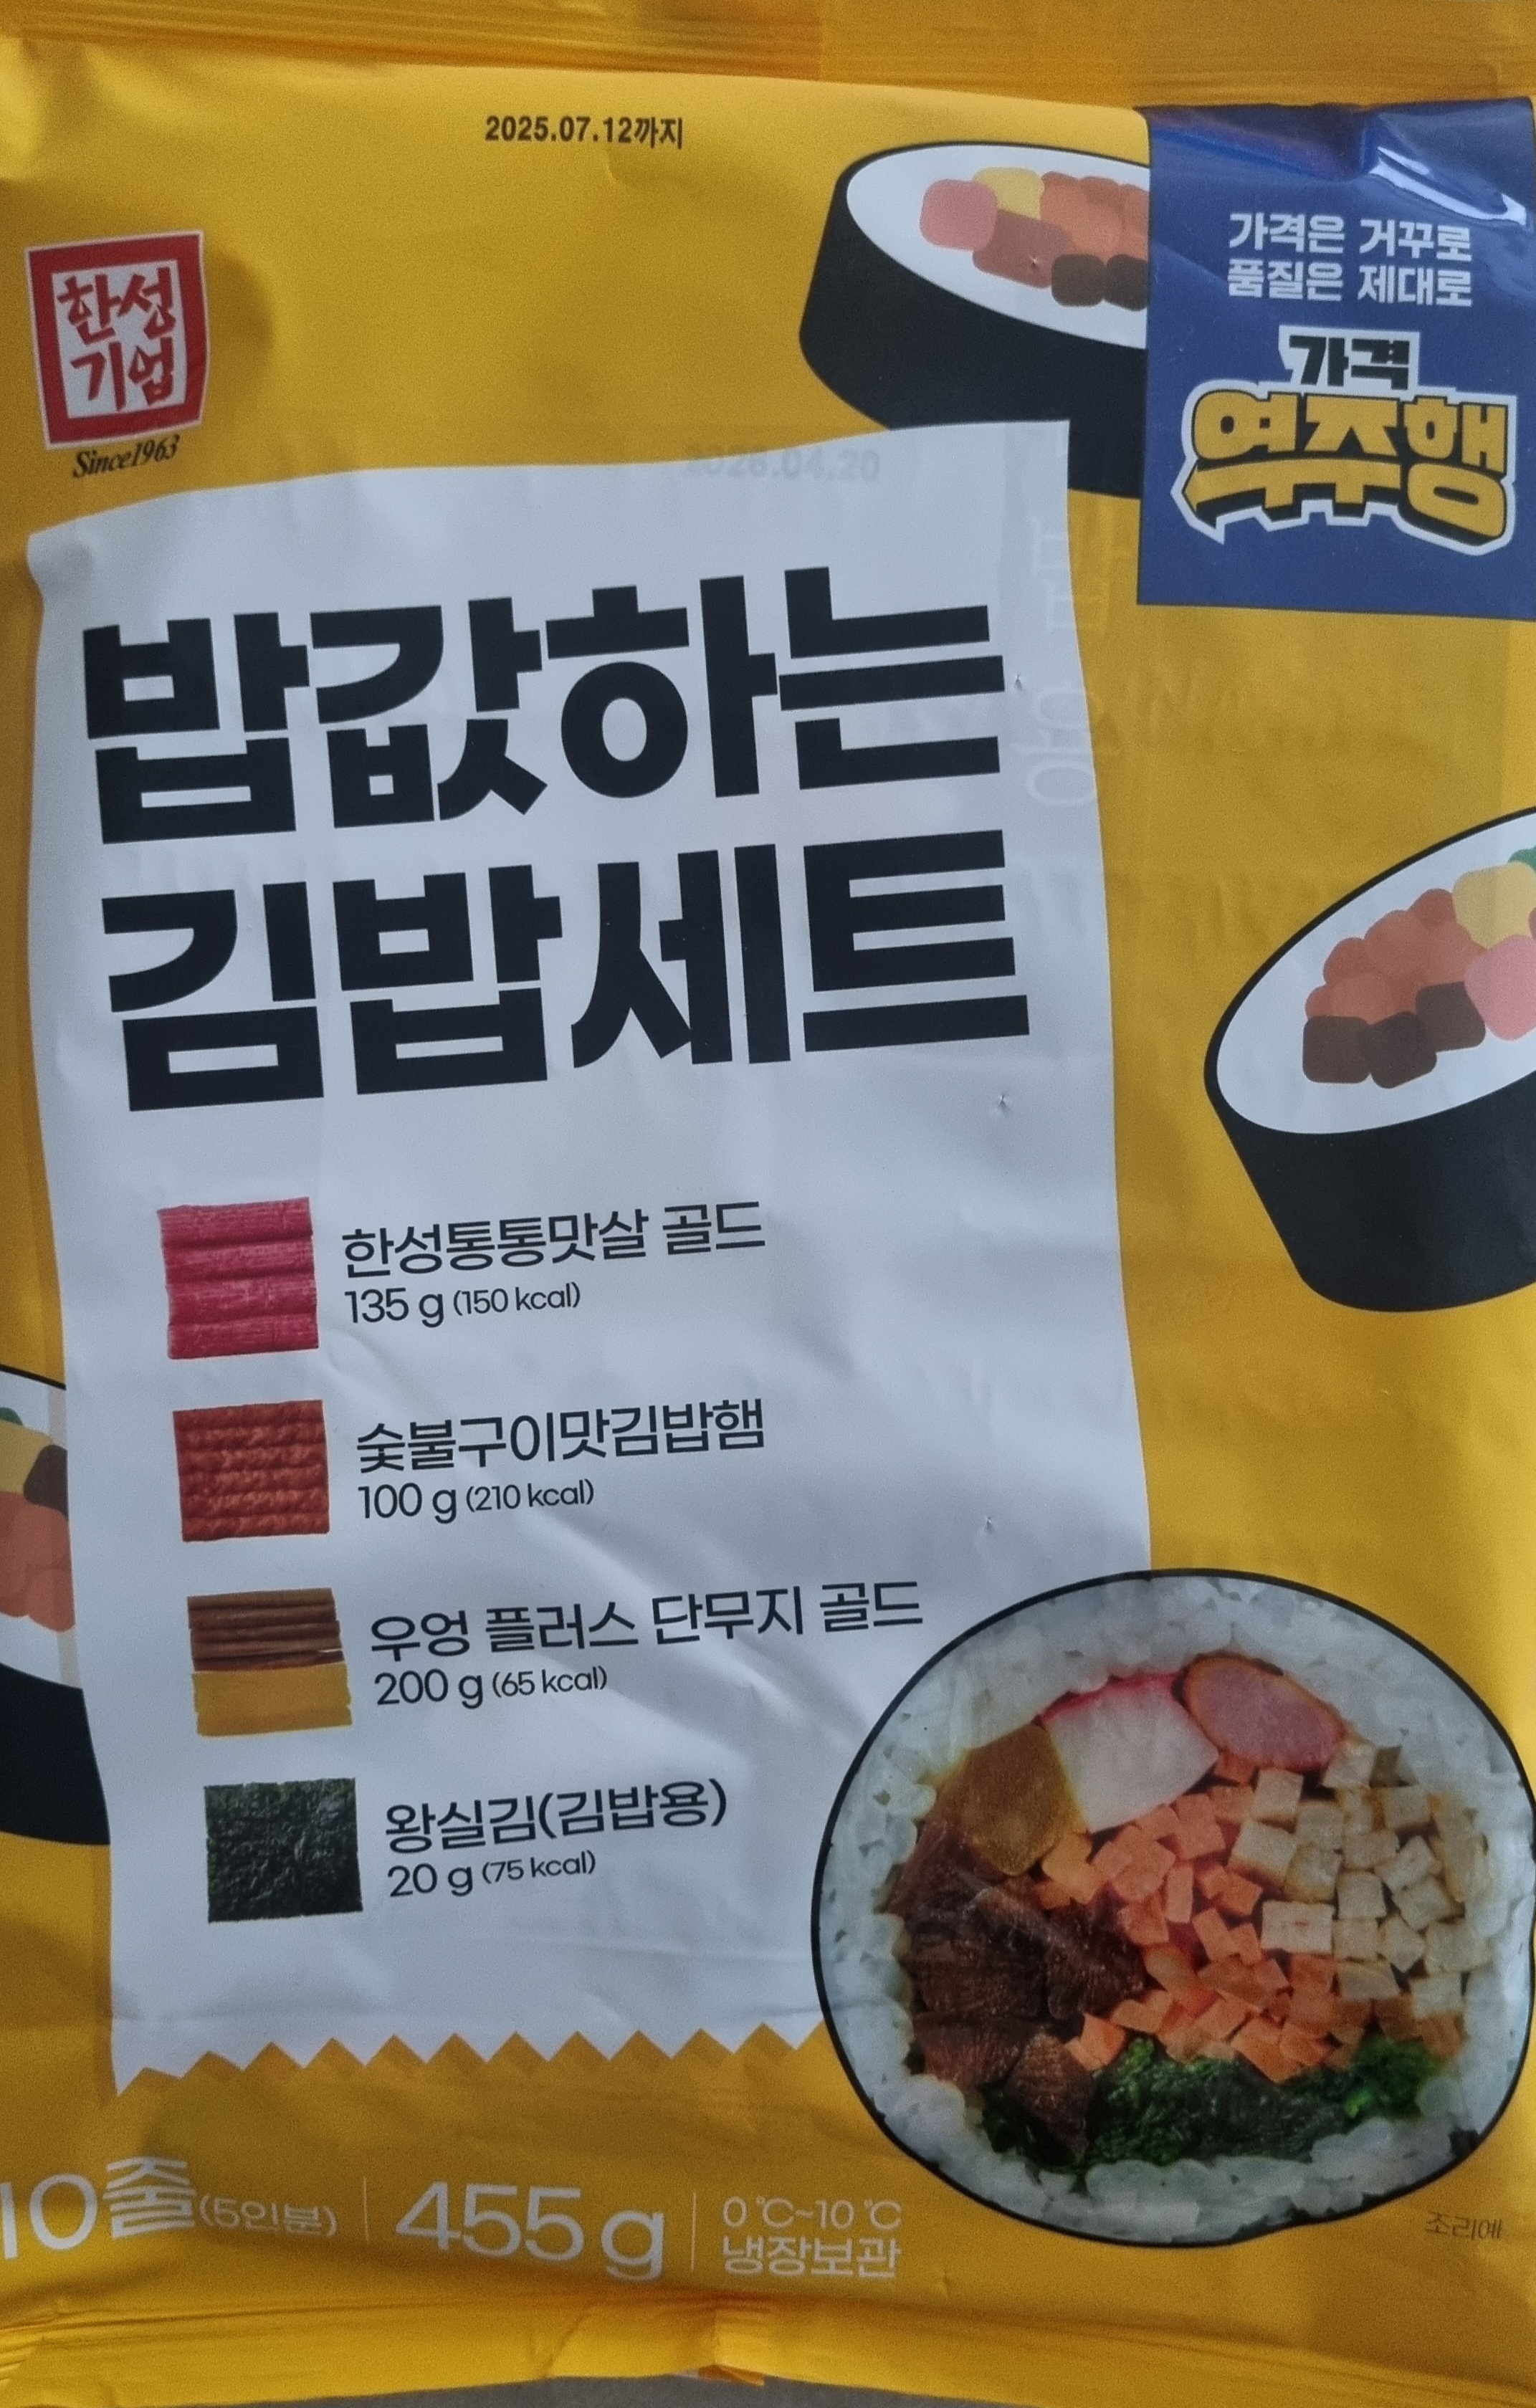 2025.07.12까지
한성
기업
Since1963
가격은 거꾸로
품질은 제대로
가격
역주행
2026.04.20
밥값하는
김밥세트
한성통통맛살 골드
135 g (150 kcal)
숯불구이맛김밥햄
100 g (210 kcal)
우엉 플러스 단무지 골드
200 g (65 kcal)
왕실김(김밥용)
20 g (75 kcal)
10줄(5인분)
455 g
0 ℃~10 ℃
냉장보관
조리예